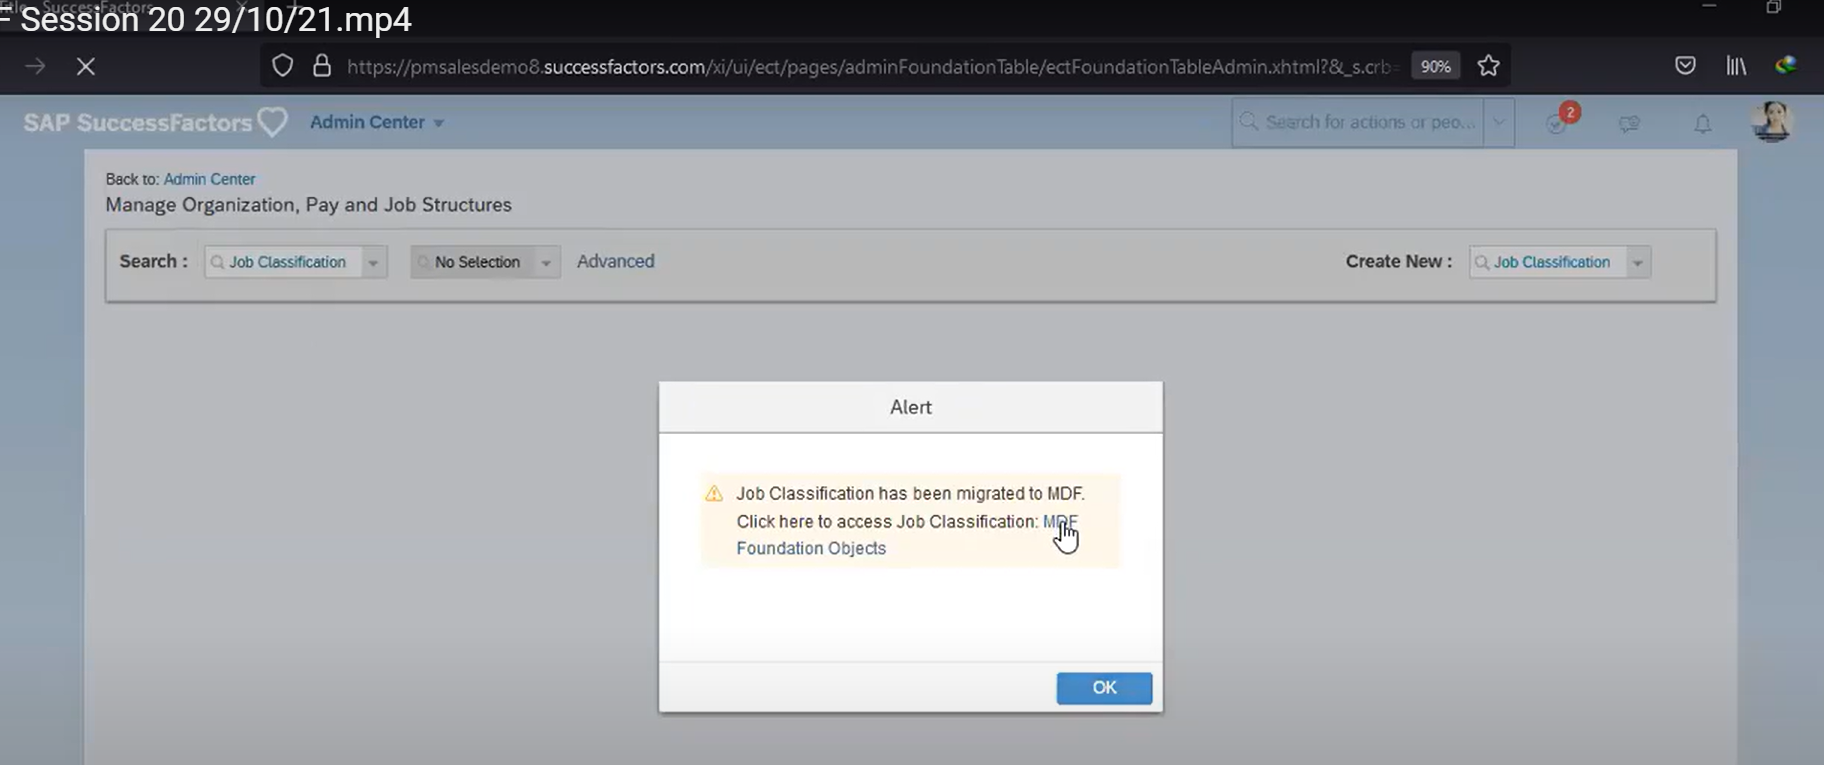 Session 20 29/10/21.mp4
https://pmsalesdemo8.successfactors.com/xi/ui/ect/pages/adminFoundationTable/ectFoundationTableAdmin.xhtml?&_s.crb=
90%
SAP SuccessFactors
Admin Center
Search for actions or peo...
2
Back to: Admin Center
Manage Organization, Pay and Job Structures
Search :
Job Classification
No Selection
Advanced
Create New :
Job Classification
Alert
Job Classification has been migrated to MDF.
Click here to access Job Classification: MDF
Foundation Objects
OK